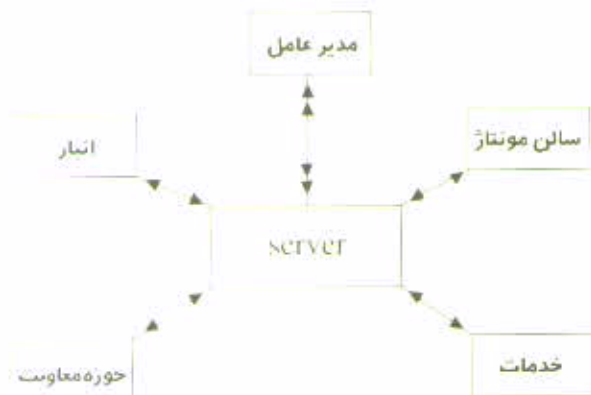 مدیر عامل
سالن مونتاژ
انبار
server
خدمات
حوزه معاونت